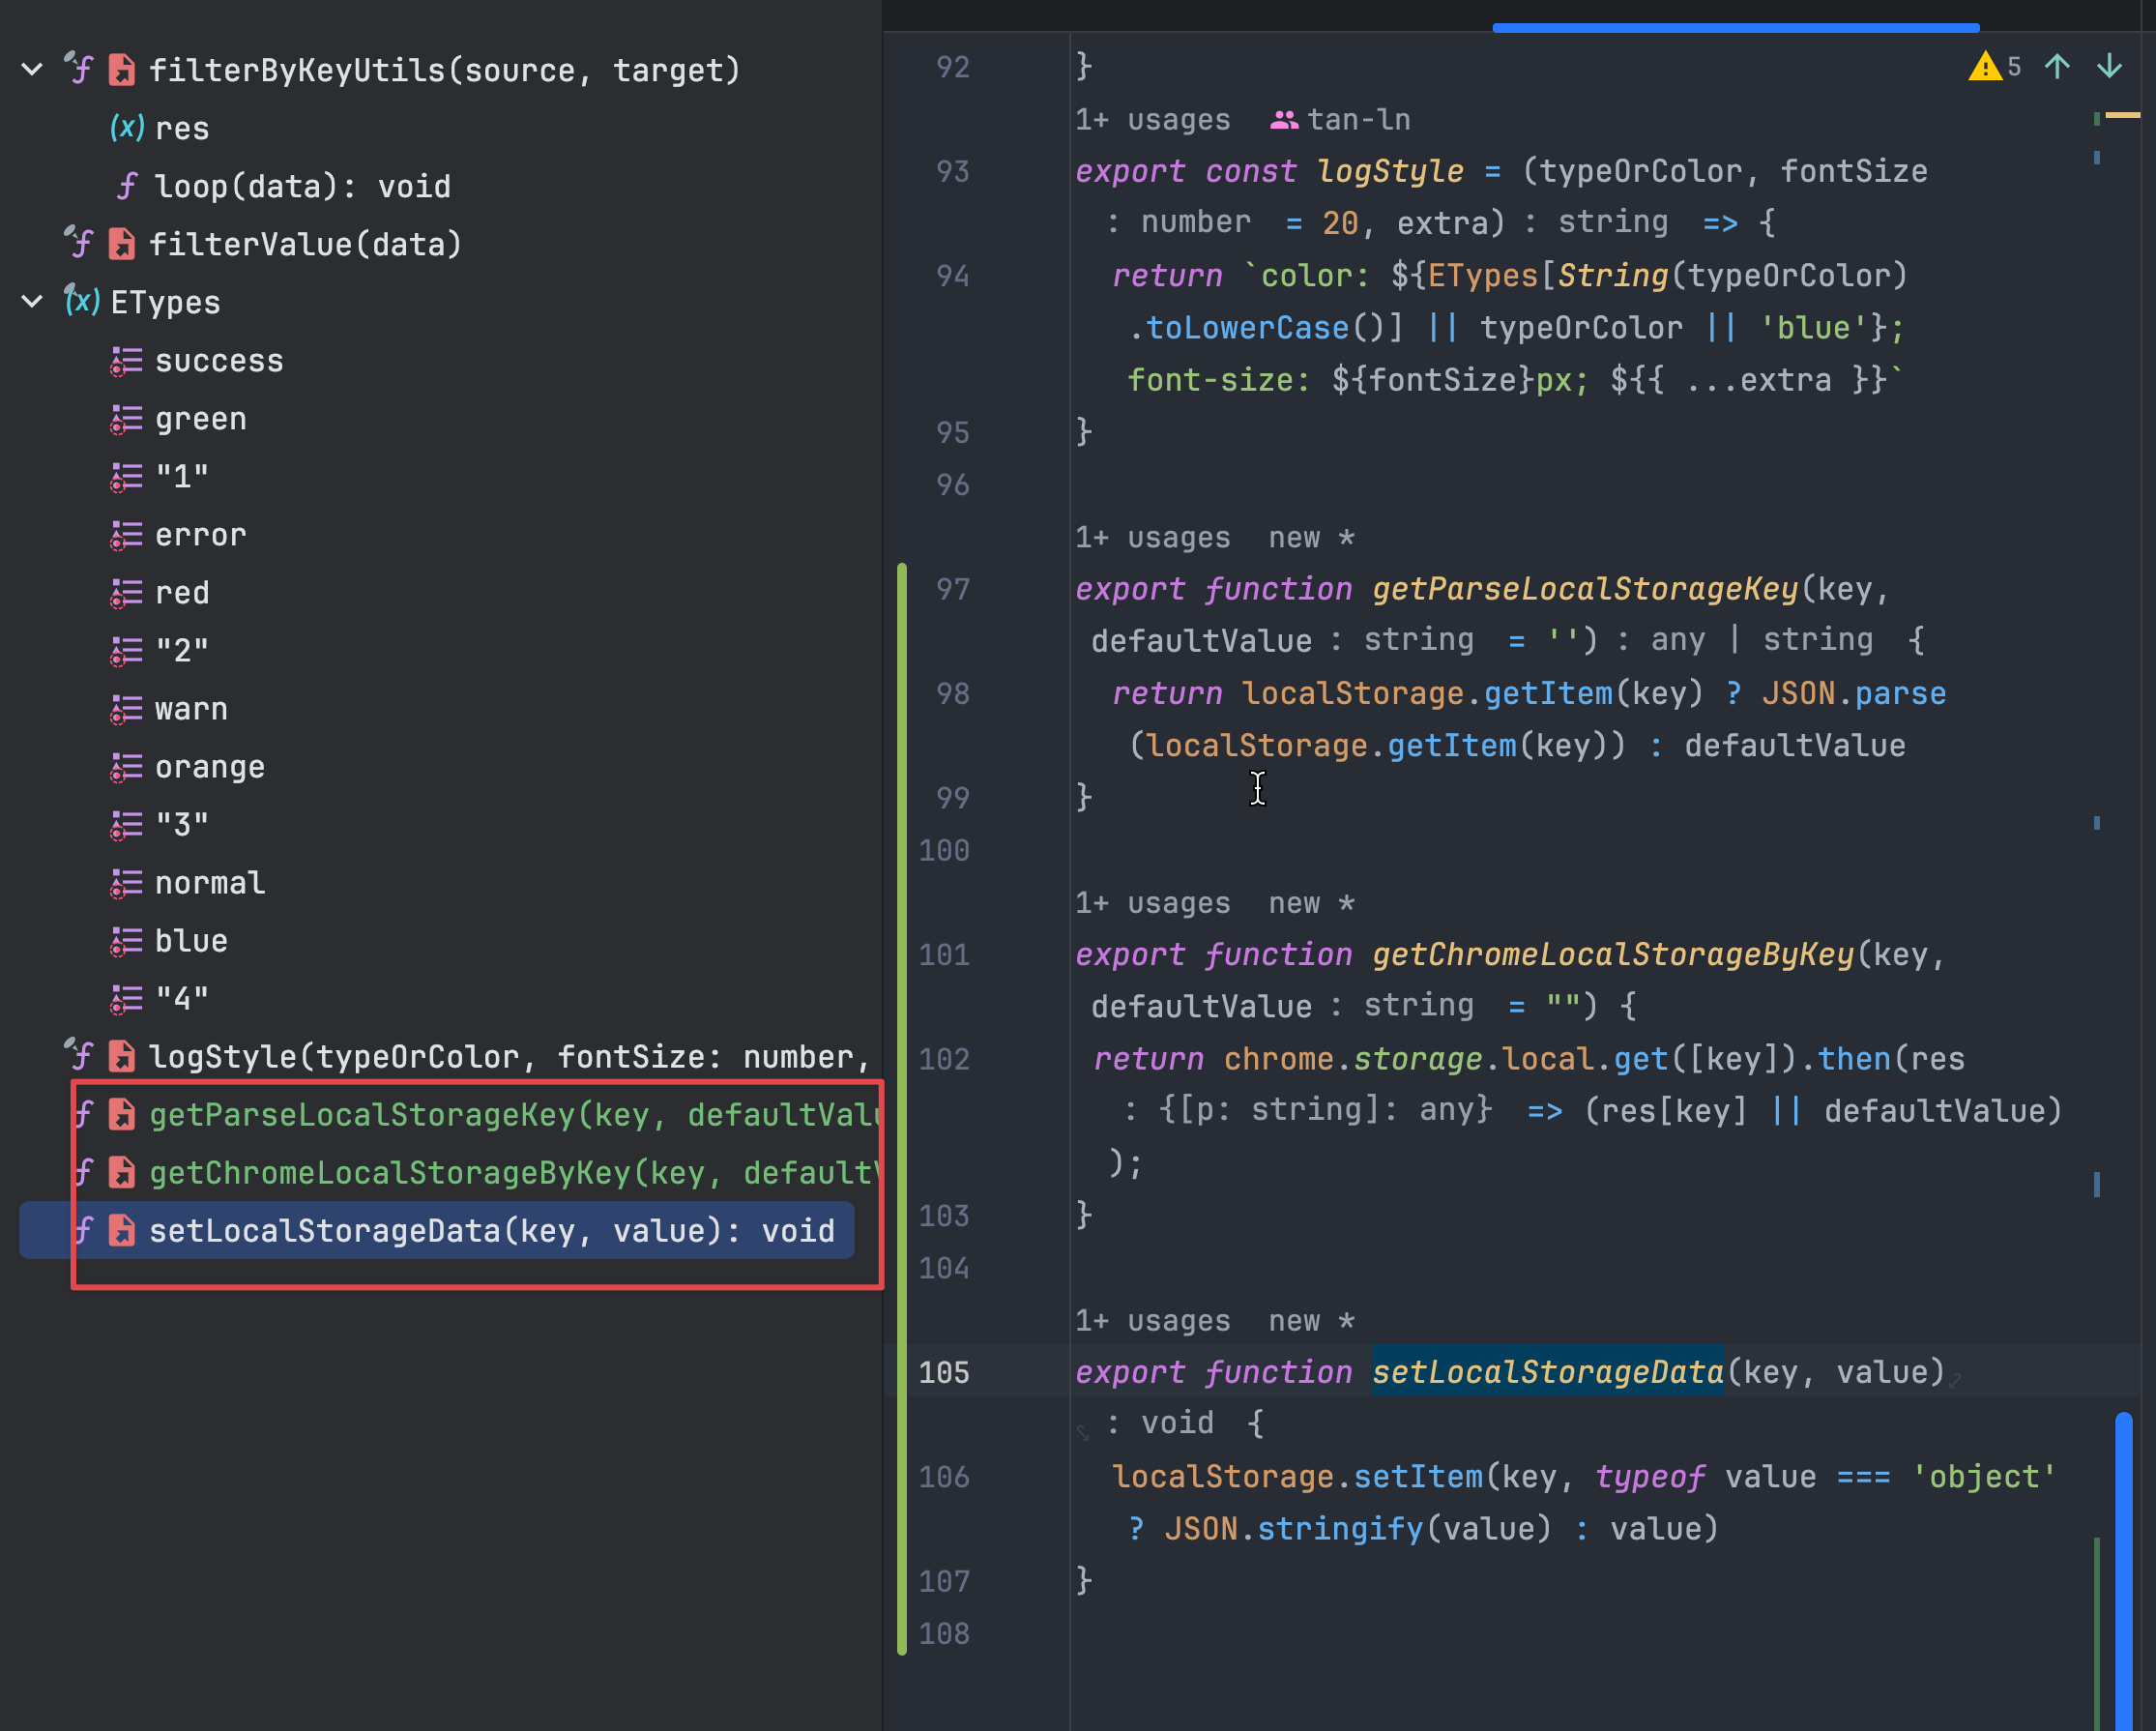 filterByKeyUtils(source, target)
res
loop(data): void
filterValue(data)
ETypes
success
green
"1"
error
red
"2"
warn
orange
"3"
normal
blue
"4"
logStyle(typeOrColor, fontSize: number,
getParseLocalStorageKey(key, defaultValu
getChromeLocalStorageByKey(key, defaultV
setLocalStorageData(key, value): void
5
92 }
1+ usages tan-ln
93 export const logStyle = (typeOrColor, fontSize
: number = 20, extra) : string => {
94 return `color: ${ETypes[String(typeOrColor)
.toLowerCase()] || typeOrColor || 'blue'};
font-size: ${fontSize}px; ${{ ...extra }}`
95 }
96
1+ usages new *
97 export function getParseLocalStorageKey(key,
defaultValue : string = '') : any | string {
98 return localStorage.getItem(key) ? JSON.parse
(localStorage.getItem(key)) : defaultValue
99 }
100
1+ usages new *
101 export function getChromeLocalStorageByKey(key,
defaultValue : string = "") {
102 return chrome.storage.local.get([key]).then(res
: {[p: string]: any} => (res[key] || defaultValue)
);
103 }
104
1+ usages new *
105 export function setLocalStorageData(key, value)
: void {
106 localStorage.setItem(key, typeof value === 'object'
? JSON.stringify(value) : value)
107 }
108